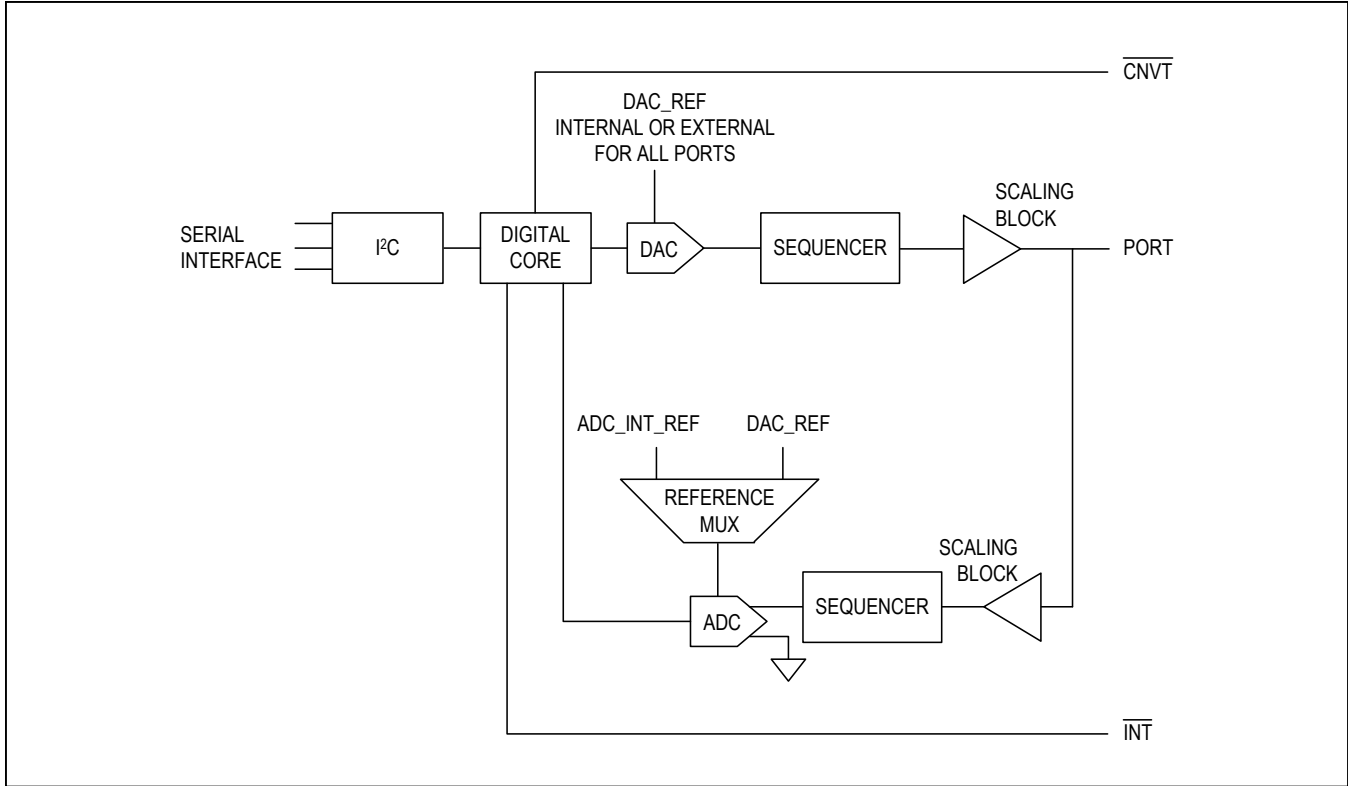 CNVT
DAC_REF
INTERNAL OR EXTERNAL
FOR ALL PORTS
SCALING
BLOCK
SERIAL
INTERFACE
I²C
DIGITAL
CORE
DAC
SEQUENCER
PORT
ADC_INT_REF
DAC_REF
REFERENCE
MUX
SCALING
BLOCK
ADC
SEQUENCER
INT